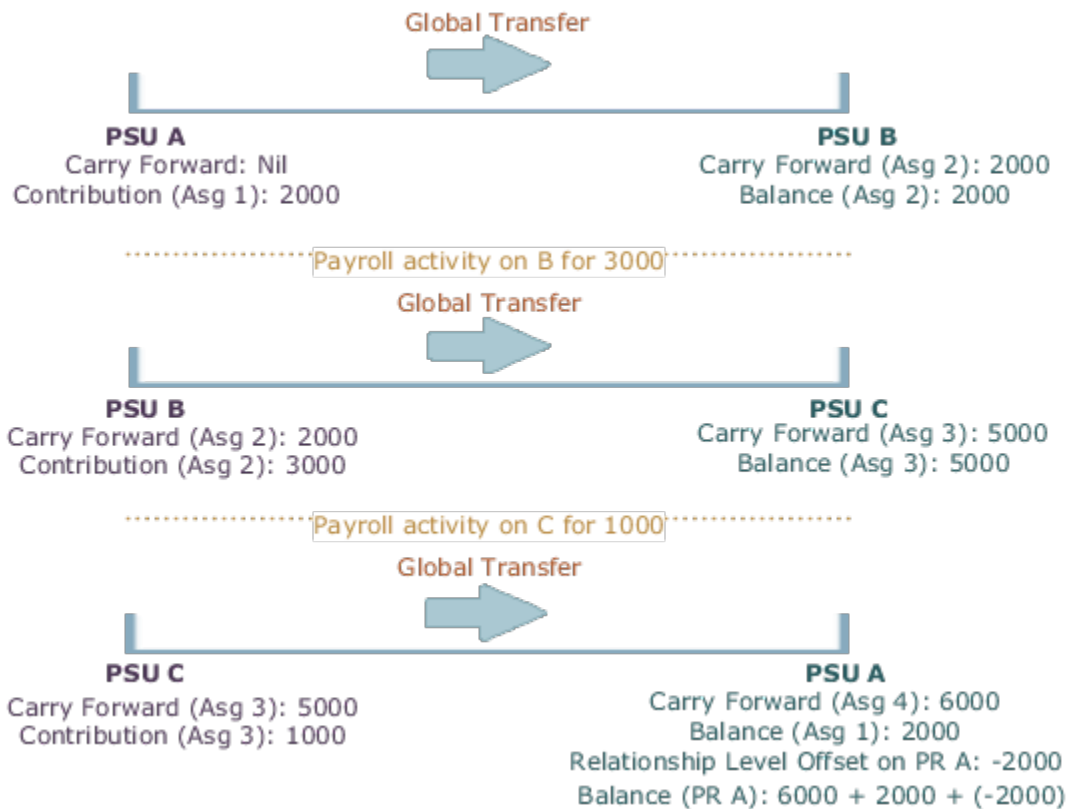 Global Transfer
PSU A
Carry Forward: Nil
Contribution (Asg 1): 2000
PSU B
Carry Forward (Asg 2): 2000
Balance (Asg 2): 2000
Payroll activity on B for 3000
Global Transfer
PSU B
Carry Forward (Asg 2): 2000
Contribution (Asg 2): 3000
PSU C
Carry Forward (Asg 3): 5000
Balance (Asg 3): 5000
Payroll activity on C for 1000
Global Transfer
PSU C
Carry Forward (Asg 3): 5000
Contribution (Asg 3): 1000
PSU A
Carry Forward (Asg 4): 6000
Balance (Asg 1): 2000
Relationship Level Offset on PR A: -2000
Balance (PR A): 6000 + 2000 + (-2000)